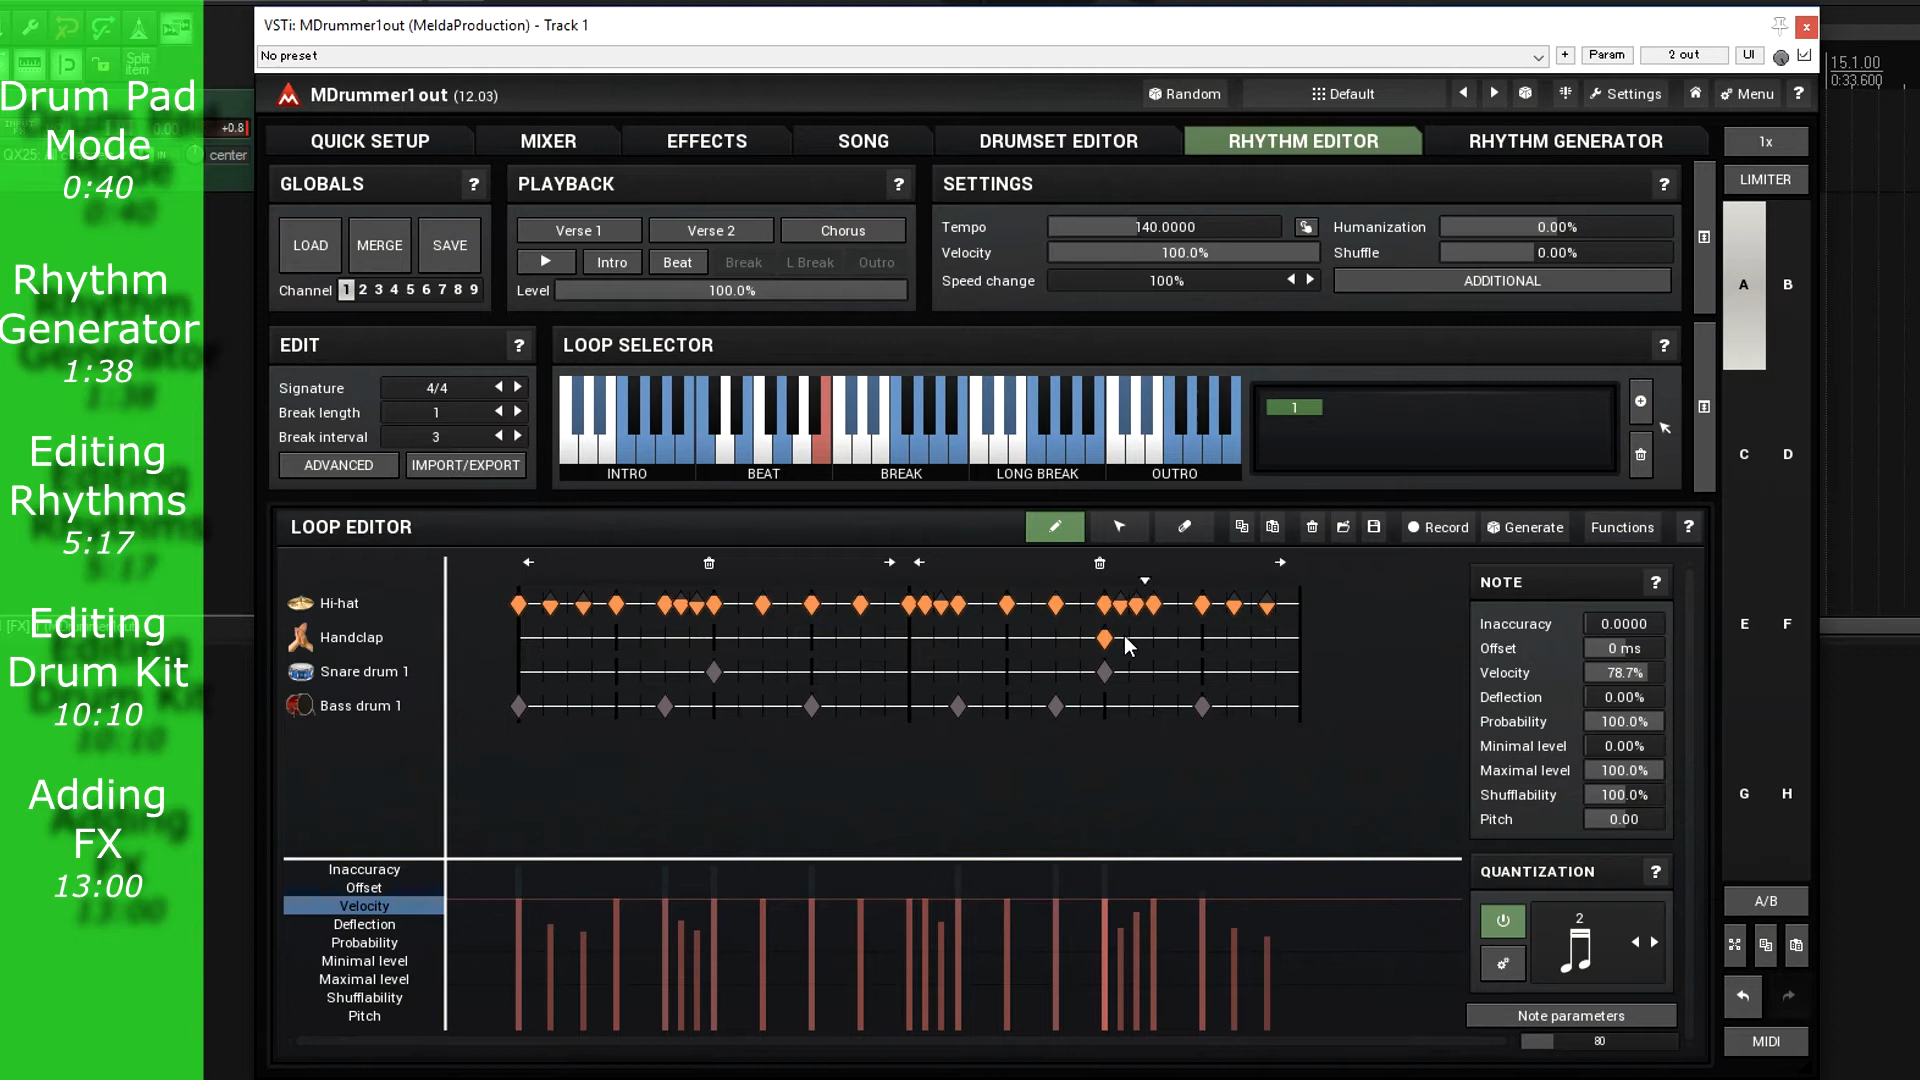 Drum Pad
Mode
0:40
Rhythm
Generator
1:38
Editing
Rhythms
5:17
Editing
Drum Kit
10:10
Adding
FX
13:00
Split
item
+0.8
center
VSTi: MDrummer1out (MeldaProduction) - Track 1
No preset
+ Param 2 out UI
15.1.00
0:33.600
MDrummer1out (12.03) Random Default Settings Menu ?
QUICK SETUP MIXER EFFECTS SONG DRUMSET EDITOR RHYTHM EDITOR RHYTHM GENERATOR
1x
LIMITER
A B
C D
E F
G H
A/B
MIDI
GLOBALS ?
LOAD MERGE SAVE
Channel 1 2 3 4 5 6 7 8 9
PLAYBACK ?
Verse 1 Verse 2 Chorus
Intro Beat Break L Break Outro
Level 100.0%
SETTINGS ?
Tempo 140.0000 Humanization 0.00%
Velocity 100.0% Shuffle 0.00%
Speed change 100% ADDITIONAL
EDIT ?
Signature 4/4
Break length 1
Break interval 3
ADVANCED IMPORT/EXPORT
LOOP SELECTOR ?
INTRO BEAT BREAK LONG BREAK OUTRO
1
LOOP EDITOR Record Generate Functions ?
Hi-hat
Handclap
Snare drum 1
Bass drum 1
Inaccuracy
Offset
Velocity
Deflection
Probability
Minimal level
Maximal level
Shufflability
Pitch
NOTE ?
Inaccuracy 0.0000
Offset 0 ms
Velocity 78.7%
Deflection 0.00%
Probability 100.0%
Minimal level 0.00%
Maximal level 100.0%
Shufflability 100.0%
Pitch 0.00
QUANTIZATION ?
2
Note parameters
80